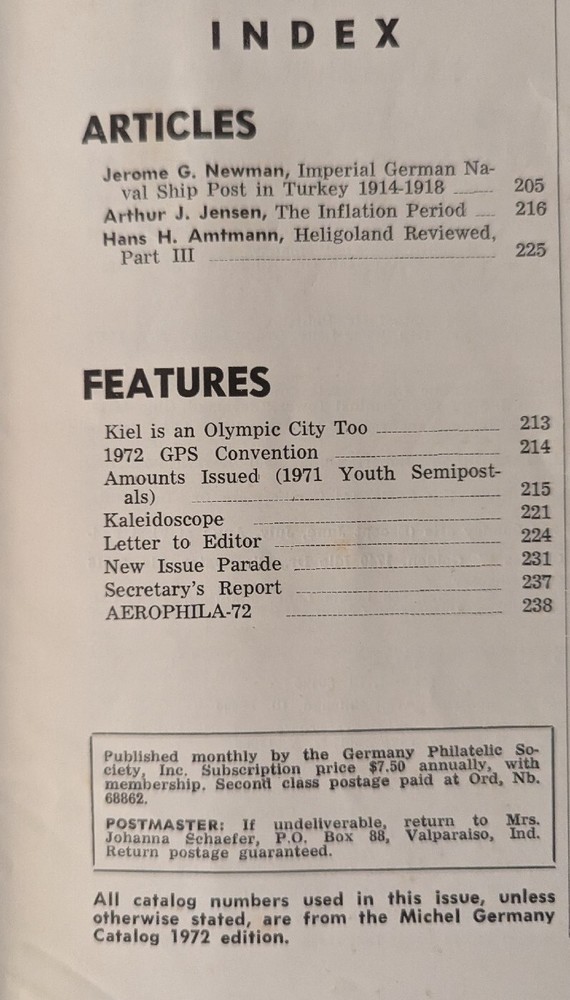 INDEX
ARTICLES
Jerome G. Newman, Imperial German Na-
val Ship Post in Turkey 1914-1918 205
Arthur J. Jensen, The Inflation Period 216
Hans H. Amtmann, Heligoland Reviewed,
Part III 225
FEATURES
Kiel is an Olympic City Too 213
1972 GPS Convention 214
Amounts Issued (1971 Youth Semipost-
als) 215
Kaleidoscope 221
Letter to Editor 224
New Issue Parade 231
Secretary's Report 237
AEROPHILA-72 238
Published monthly by the Germany Philatelic So-
ciety, Inc. Subscription price $7.50 annually, with
membership. Second class postage paid at Ord, Nb.
68862.
POSTMASTER: If undeliverable, return to Mrs.
Johanna Schaefer, P.O. Box 88, Valparaiso, Ind.
Return postage guaranteed.
All catalog numbers used in this issue, unless
otherwise stated, are from the Michel Germany
Catalog 1972 edition.